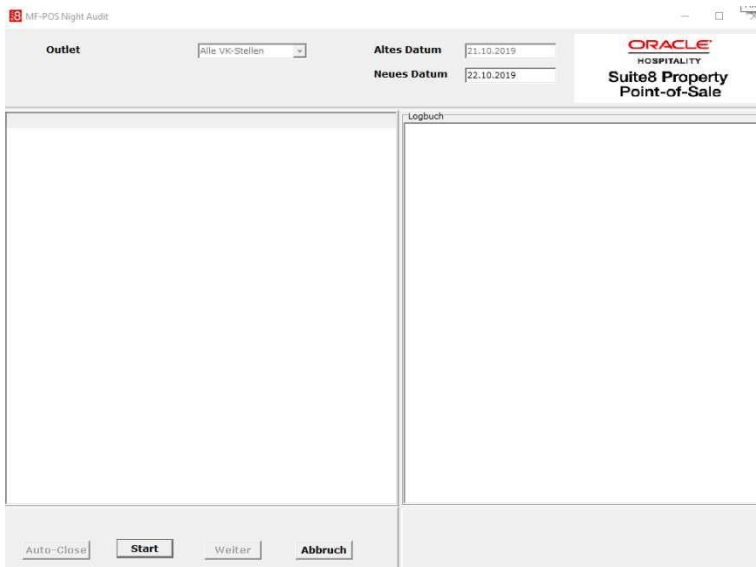 MF-POS Night Audit
Outlet
Alle VK-Stellen
Altes Datum
21.10.2019
Neues Datum
22.10.2019
ORACLE
HOSPITALITY
Suite8 Property
Point-of-Sale
Logbuch
Auto-Close
Start
Weiter
Abbruch